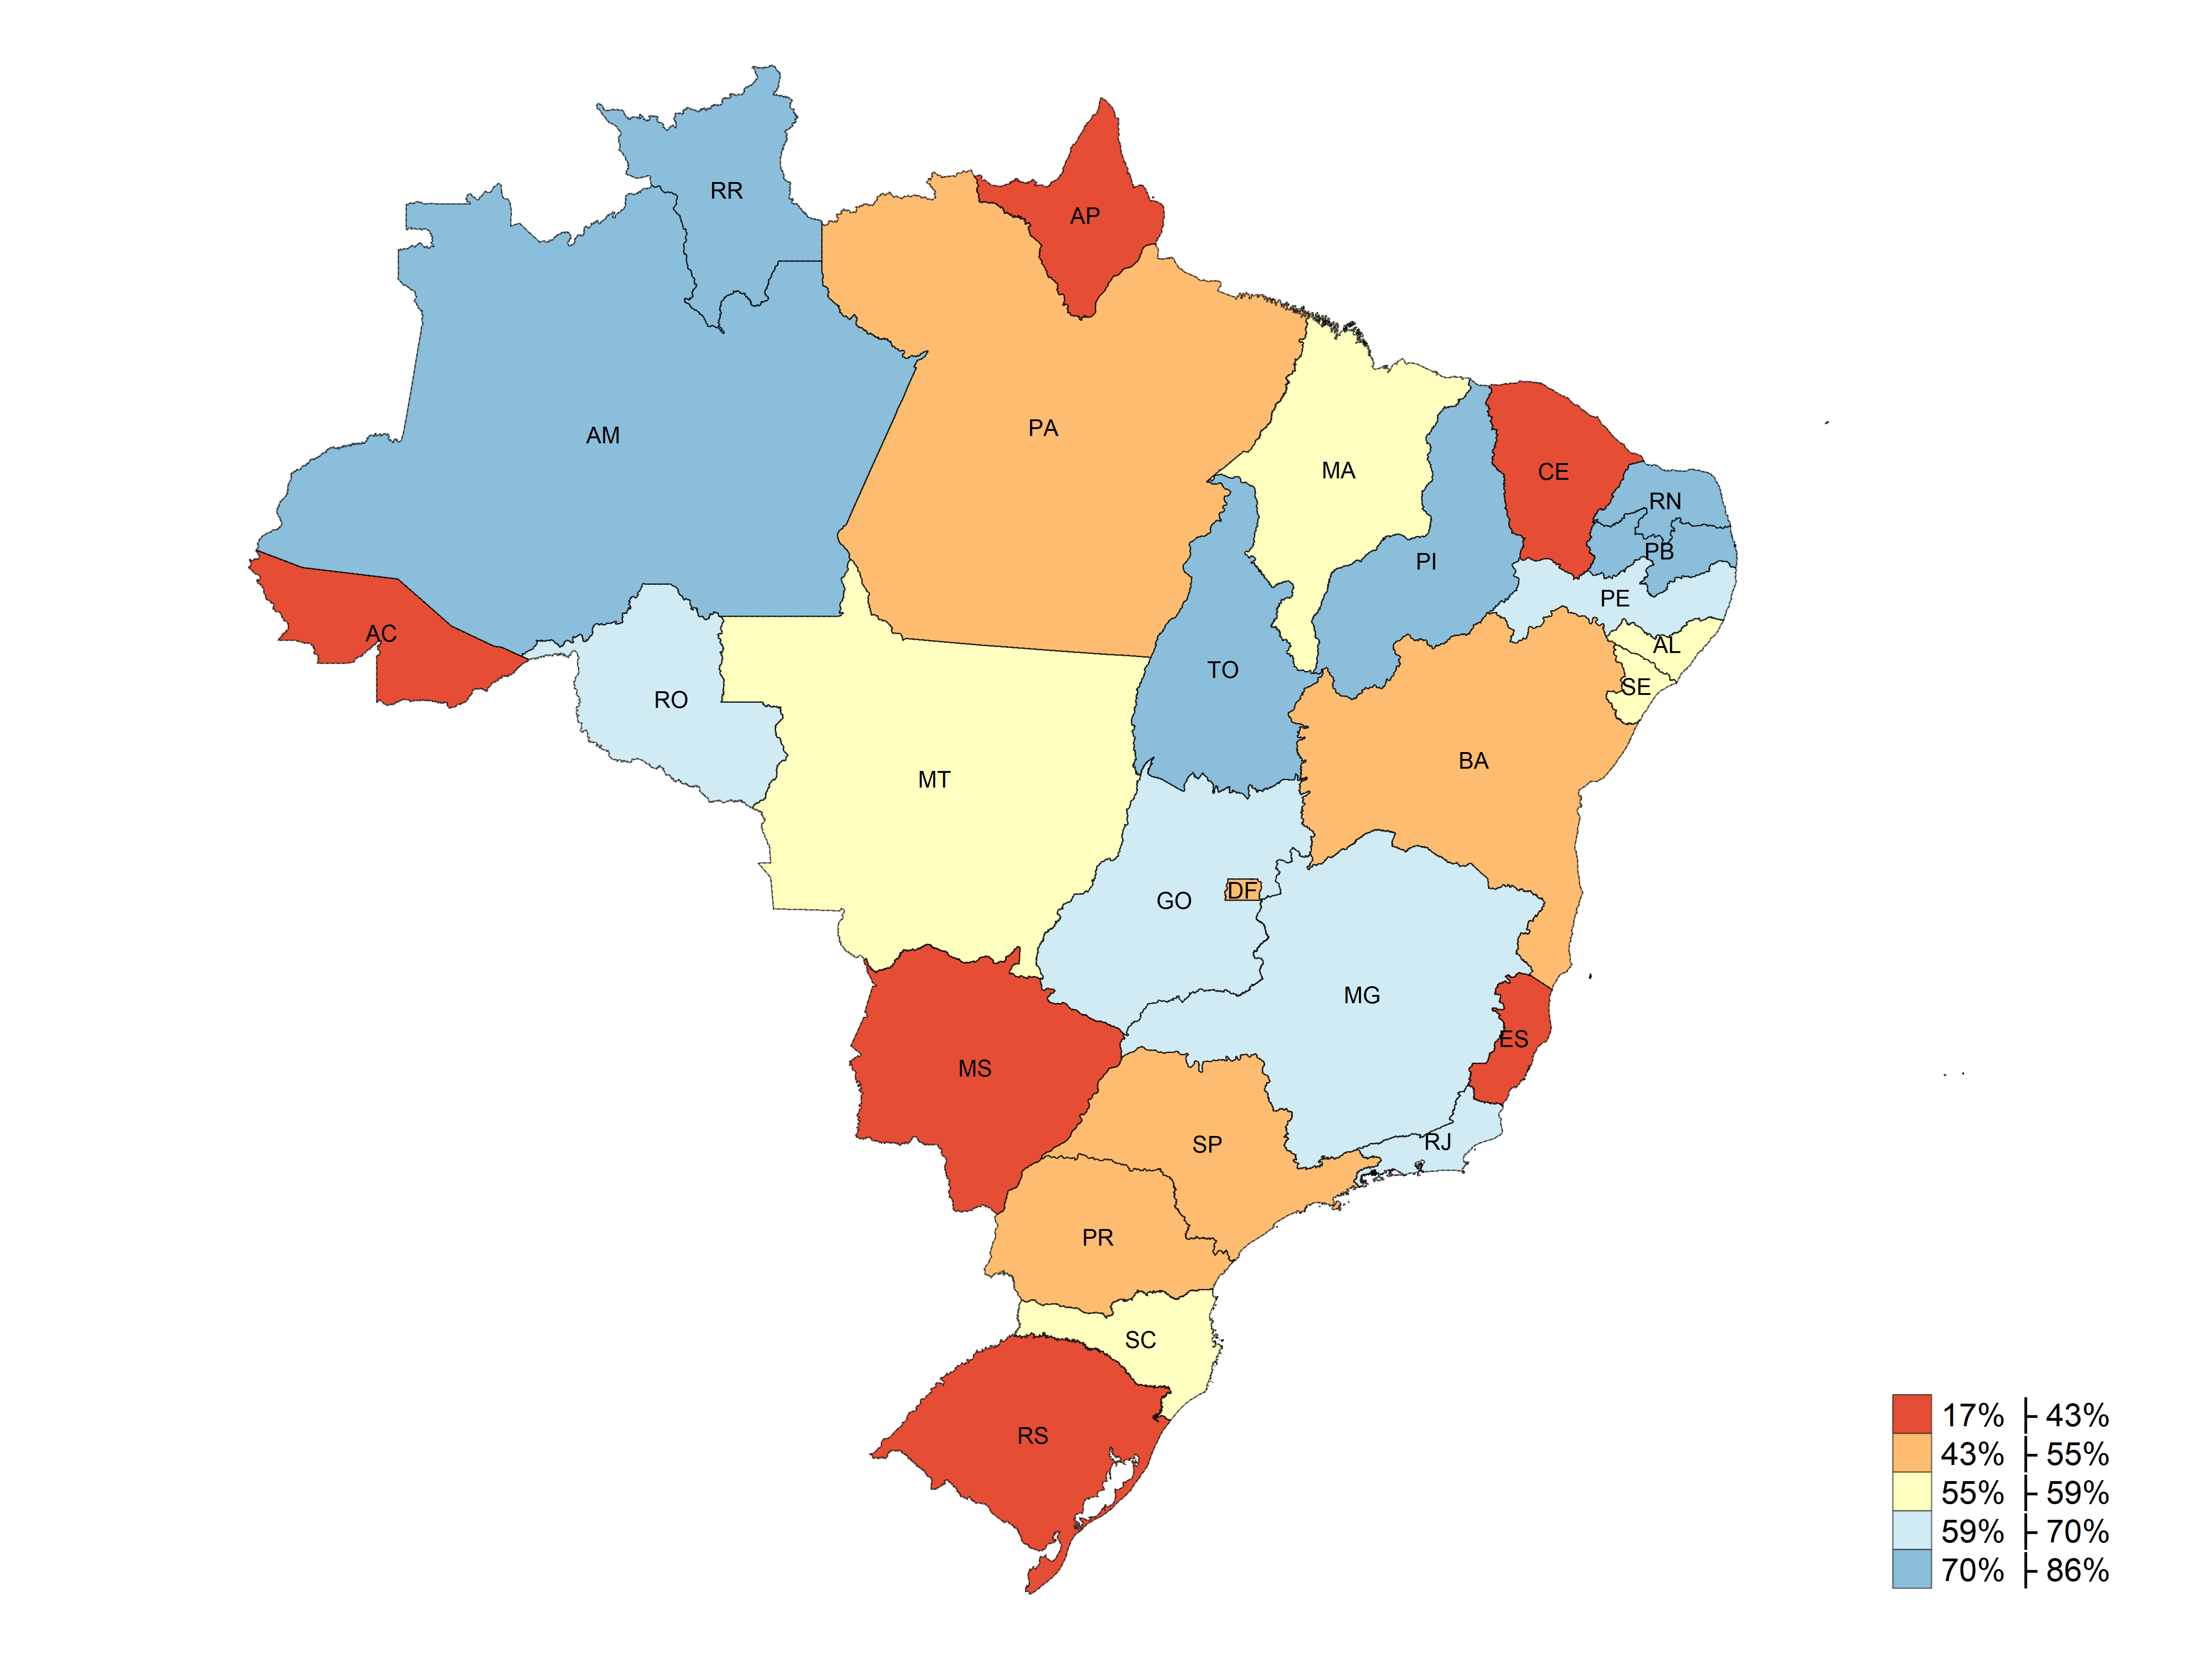 RR
AP
AM
PA
MA
CE
RN
PB
PI
PE
AC
AL
TO
SE
RO
BA
MT
DF
GO
MG
ES
MS
RJ
SP
PR
SC
RS
17% ├ 43%
43% ├ 55%
55% ├ 59%
59% ├ 70%
70% ├ 86%